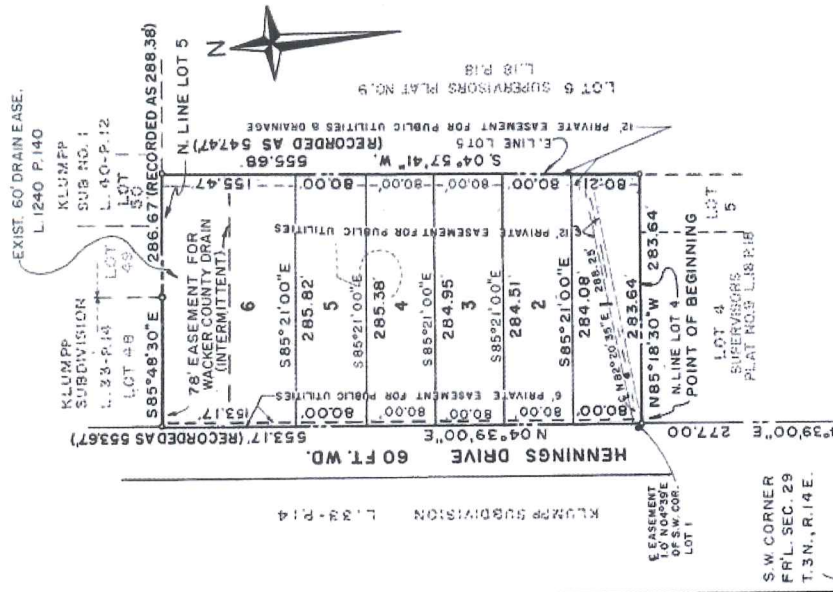 EXIST. 60' DRAIN EASE.
L. 1240 P. 140
KLUMPP
SUB NO. 1
L. 40-P. 12
LOT
50
LOT
49
KLUMPP
SUBDIVISION
L. 33-P. 14
LOT 48
N
S85°48'30"E
286.67' (RECORDED AS 288.38')
N. LINE LOT 5
78' EASEMENT FOR
WACKER COUNTY DRAIN
(INTERMITTENT)
LOT 6 SUPERVISORS PLAT NO. 9
L.18 P.18
12' PRIVATE EASEMENT FOR PUBLIC UTILITIES & DRAINAGE
E. LINE LOT 5
(RECORDED AS 547.47')
555.68'
S. 04°57'41" W.
155.47
80.00'
80.00'
80.00'
80.00'
80.21'
12' PRIVATE EASEMENT FOR PUBLIC UTILITIES
6
S85°21'00"E
285.82'
5
S85°21'00"E
285.38'
4
S85°21'00"E
284.95'
3
S85°21'00"E
284.51'
2
S85°21'00"E
284.08'
1
288.25'
N82°20'35"E
283.64'
153.17'
80.00'
80.00'
80.00'
80.00'
80.00'
6' PRIVATE EASEMENT FOR PUBLIC UTILITIES
553.17' (RECORDED AS 553.67')
N 04°39'00"E
HENNINGS DRIVE 60 FT. WD.
KLUMPP SUBDIVISION L. 33-P. 14
N85°18'30"W 283.64'
N. LINE LOT 4
POINT OF BEGINNING
LOT 4
SUPERVISORS
PLAT NO.9 L.18 P.18
LOT
5
277.00
4°39'00"E
EASEMENT
1.0' N04°39'E
OF S.W. COR.
LOT 1
S.W. CORNER
FR'L. SEC. 29
T. 3 N., R. 14 E.